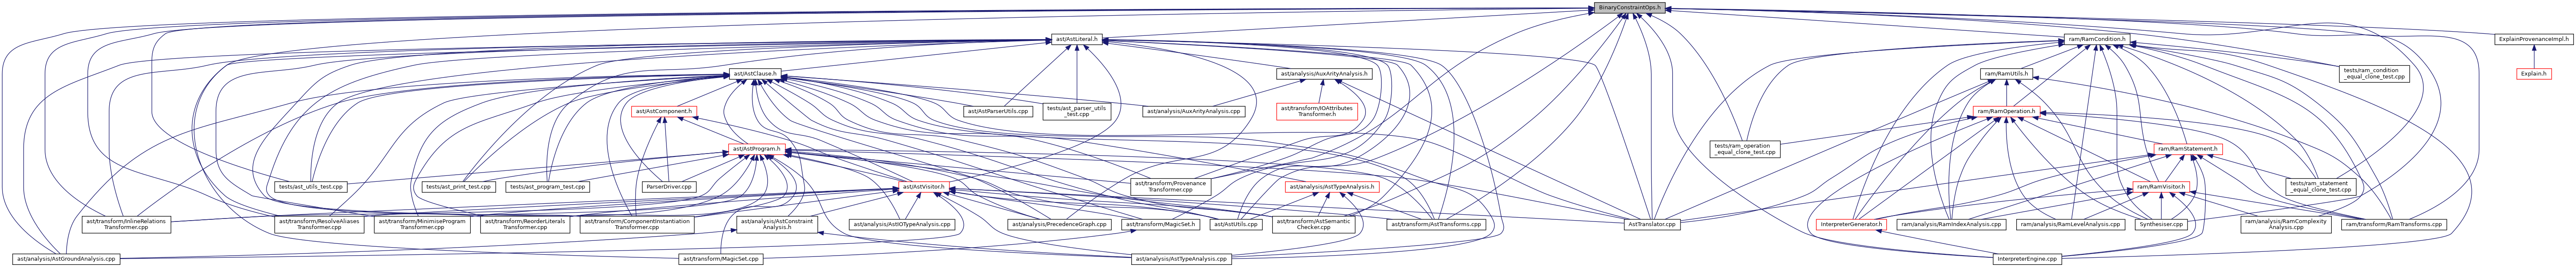 BinaryConstraintOps.h
ast/AstLiteral.h
ram/RamCondition.h
ExplainProvenanceImpl.h
ast/AstClause.h
ast/analysis/AuxArityAnalysis.h
ram/RamUtils.h
tests/ram_condition
_equal_clone_test.cpp
Explain.h
ast/AstComponent.h
ast/AstParserUtils.cpp
tests/ast_parser_utils
_test.cpp
ast/analysis/AuxArityAnalysis.cpp
ast/transform/IOAttributes
Transformer.h
ram/RamOperation.h
ast/AstProgram.h
tests/ram_operation
_equal_clone_test.cpp
ram/RamStatement.h
tests/ast_utils_test.cpp
tests/ast_print_test.cpp
tests/ast_program_test.cpp
ParserDriver.cpp
ast/AstVisitor.h
ast/transform/Provenance
Transformer.cpp
ast/analysis/AstTypeAnalysis.h
ram/RamVisitor.h
tests/ram_statement
_equal_clone_test.cpp
ast/transform/InlineRelations
Transformer.cpp
ast/transform/ResolveAliases
Transformer.cpp
ast/transform/MinimiseProgram
Transformer.cpp
ast/transform/ReorderLiterals
Transformer.cpp
ast/transform/ComponentInstantiation
Transformer.cpp
ast/analysis/AstConstraint
Analysis.h
ast/analysis/AstIOTypeAnalysis.cpp
ast/analysis/PrecedenceGraph.cpp
ast/transform/MagicSet.h
ast/AstUtils.cpp
ast/transform/AstSemantic
Checker.cpp
ast/transform/AstTransforms.cpp
AstTranslator.cpp
InterpreterGenerator.h
ram/analysis/RamIndexAnalysis.cpp
ram/analysis/RamLevelAnalysis.cpp
Synthesiser.cpp
ram/analysis/RamComplexity
Analysis.cpp
ram/transform/RamTransforms.cpp
ast/analysis/AstGroundAnalysis.cpp
ast/transform/MagicSet.cpp
ast/analysis/AstTypeAnalysis.cpp
InterpreterEngine.cpp